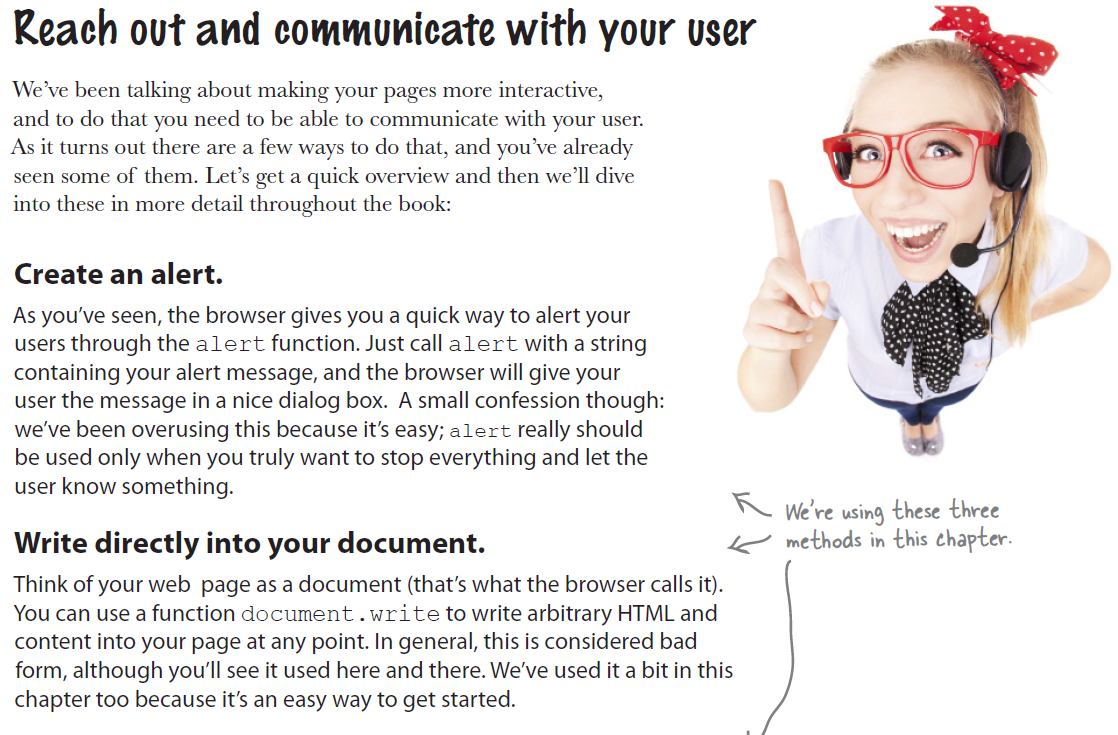 Reach out and communicate with your user
We've been talking about making your pages more interactive,
and to do that you need to be able to communicate with your user.
As it turns out there are a few ways to do that, and you've already
seen some of them. Let's get a quick overview and then we'll dive
into these in more detail throughout the book:
Create an alert.
As you've seen, the browser gives you a quick way to alert your
users through the alert function. Just call alert with a string
containing your alert message, and the browser will give your
user the message in a nice dialog box.  A small confession though:
we've been overusing this because it's easy; alert really should
be used only when you truly want to stop everything and let the
user know something.
We're using these three
methods in this chapter.
Write directly into your document.
Think of your web  page as a document (that's what the browser calls it).
You can use a function document.write to write arbitrary HTML and
content into your page at any point. In general, this is considered bad
form, although you'll see it used here and there. We've used it a bit in this
chapter too because it's an easy way to get started.